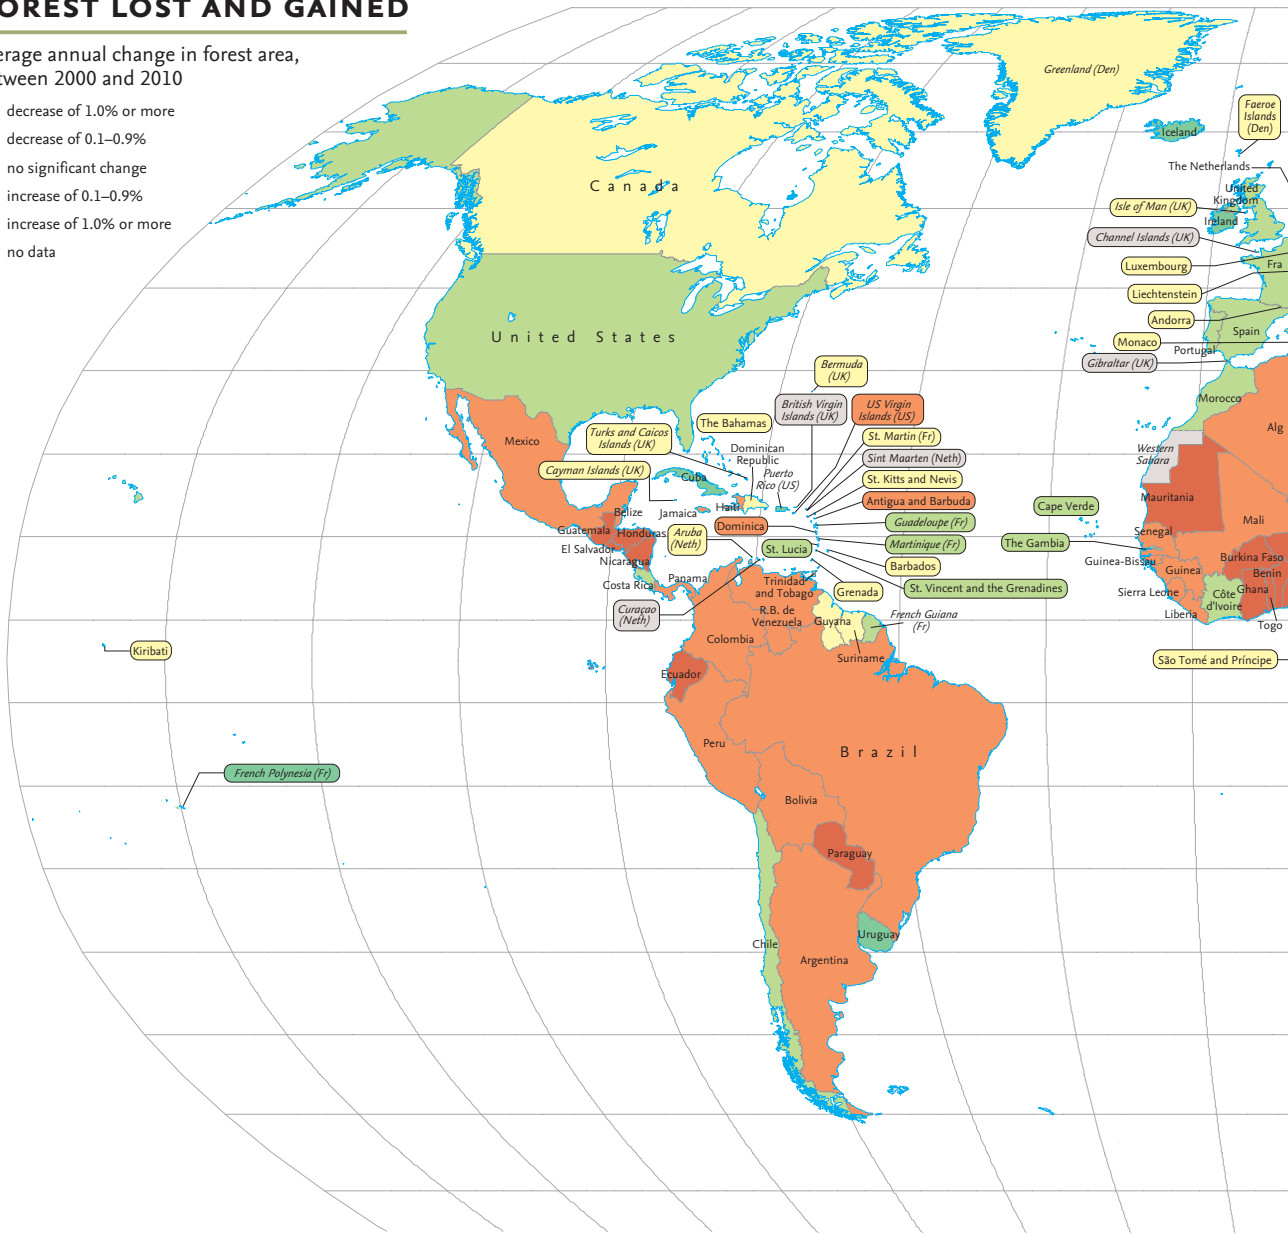 OREST LOST AND GAINED
erage annual change in forest area,
tween 2000 and 2010
decrease of 1.0% or more
decrease of 0.1–0.9%
no significant change
increase of 0.1–0.9%
increase of 1.0% or more
no data
Greenland (Den)
Faeroe
Islands
(Den)
Iceland
The Netherlands
United
Kingdom
Canada
Isle of Man (UK)
Ireland
Channel Islands (UK)
Luxembourg
Fra
Liechtenstein
Andorra
Spain
United States
Monaco
Portugal
Gibraltar (UK)
Bermuda
(UK)
Morocco
British Virgin
Islands (UK)
US Virgin
Islands (US)
The Bahamas
Alg
Mexico
Turks and Caicos
Islands (UK)
St. Martin (Fr)
Dominican
Republic
Western
Sahara
Sint Maarten (Neth)
Cayman Islands (UK)
Cuba
Puerto
Rico (US)
St. Kitts and Nevis
Mauritania
Antigua and Barbuda
Cape Verde
Belize
Jamaica
Haiti
Mali
Guatemala
Honduras
Aruba
(Neth)
Dominica
Guadeloupe (Fr)
Senegal
El Salvador
St. Lucia
Martinique (Fr)
The Gambia
Nicaragua
Guinea-Bissau
Burkina Faso
Barbados
Guinea
Benin
Costa Rica
Panama
Trinidad
and Tobago
Grenada
St. Vincent and the Grenadines
Sierra Leone
Côte
d'Ivoire
Ghana
Curaçao
(Neth)
R.B. de
Venezuela
Guyana
French Guiana
(Fr)
Liberia
Togo
Colombia
Kiribati
Suriname
São Tomé and Príncipe
Ecuador
Peru
Brazil
French Polynesia (Fr)
Bolivia
Paraguay
Uruguay
Chile
Argentina